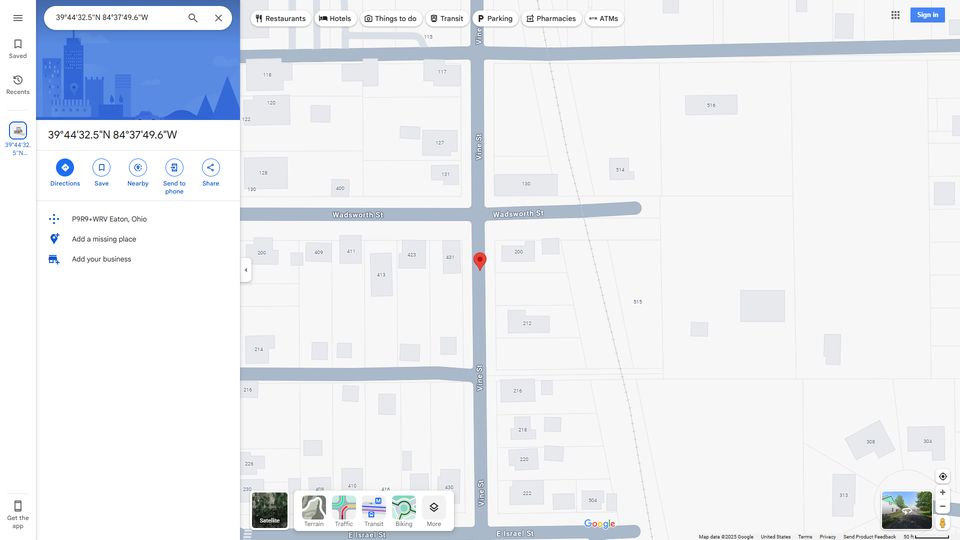 39°44'32.5"N 84°37'49.6"W
Restaurants
Hotels
Things to do
Transit
Parking
Pharmacies
ATMs
Sign in
Saved
Recents
39°44'32.
5"N...
39°44'32.5"N 84°37'49.6"W
Directions
Save
Nearby
Send to
phone
Share
P9R9+WRV Eaton, Ohio
Add a missing place
Add your business
Get the
app
Vine St
115
118
117
120
122
516
127
Vine St
128
131
514
130
400
130
Wadsworth St
Wadsworth St
200
409
411
423
431
200
413
515
212
214
Vine St
216
216
218
308
304
226
220
230
409
410
416
430
Vine St
222
504
313
E Israel St
E Israel St
Satellite
Terrain
Traffic
Transit
Biking
More
Google
Map data ©2025 Google
United States
Terms
Privacy
Send Product Feedback
50 ft